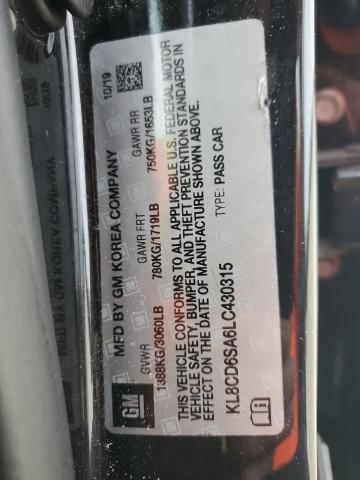 GM
MFD BY GM KOREA COMPANY 10/19
GVWR GAWR FRT GAWR RR
1388KG/3060LB 780KG/1719LB 750KG/1653LB
THIS VEHICLE CONFORMS TO ALL APPLICABLE U.S. FEDERAL MOTOR
VEHICLE SAFETY, BUMPER, AND THEFT PREVENTION STANDARDS IN
EFFECT ON THE DATE OF MANUFACTURE SHOWN ABOVE.
KL8CD6SA6LC430315 TYPE: PASS CAR